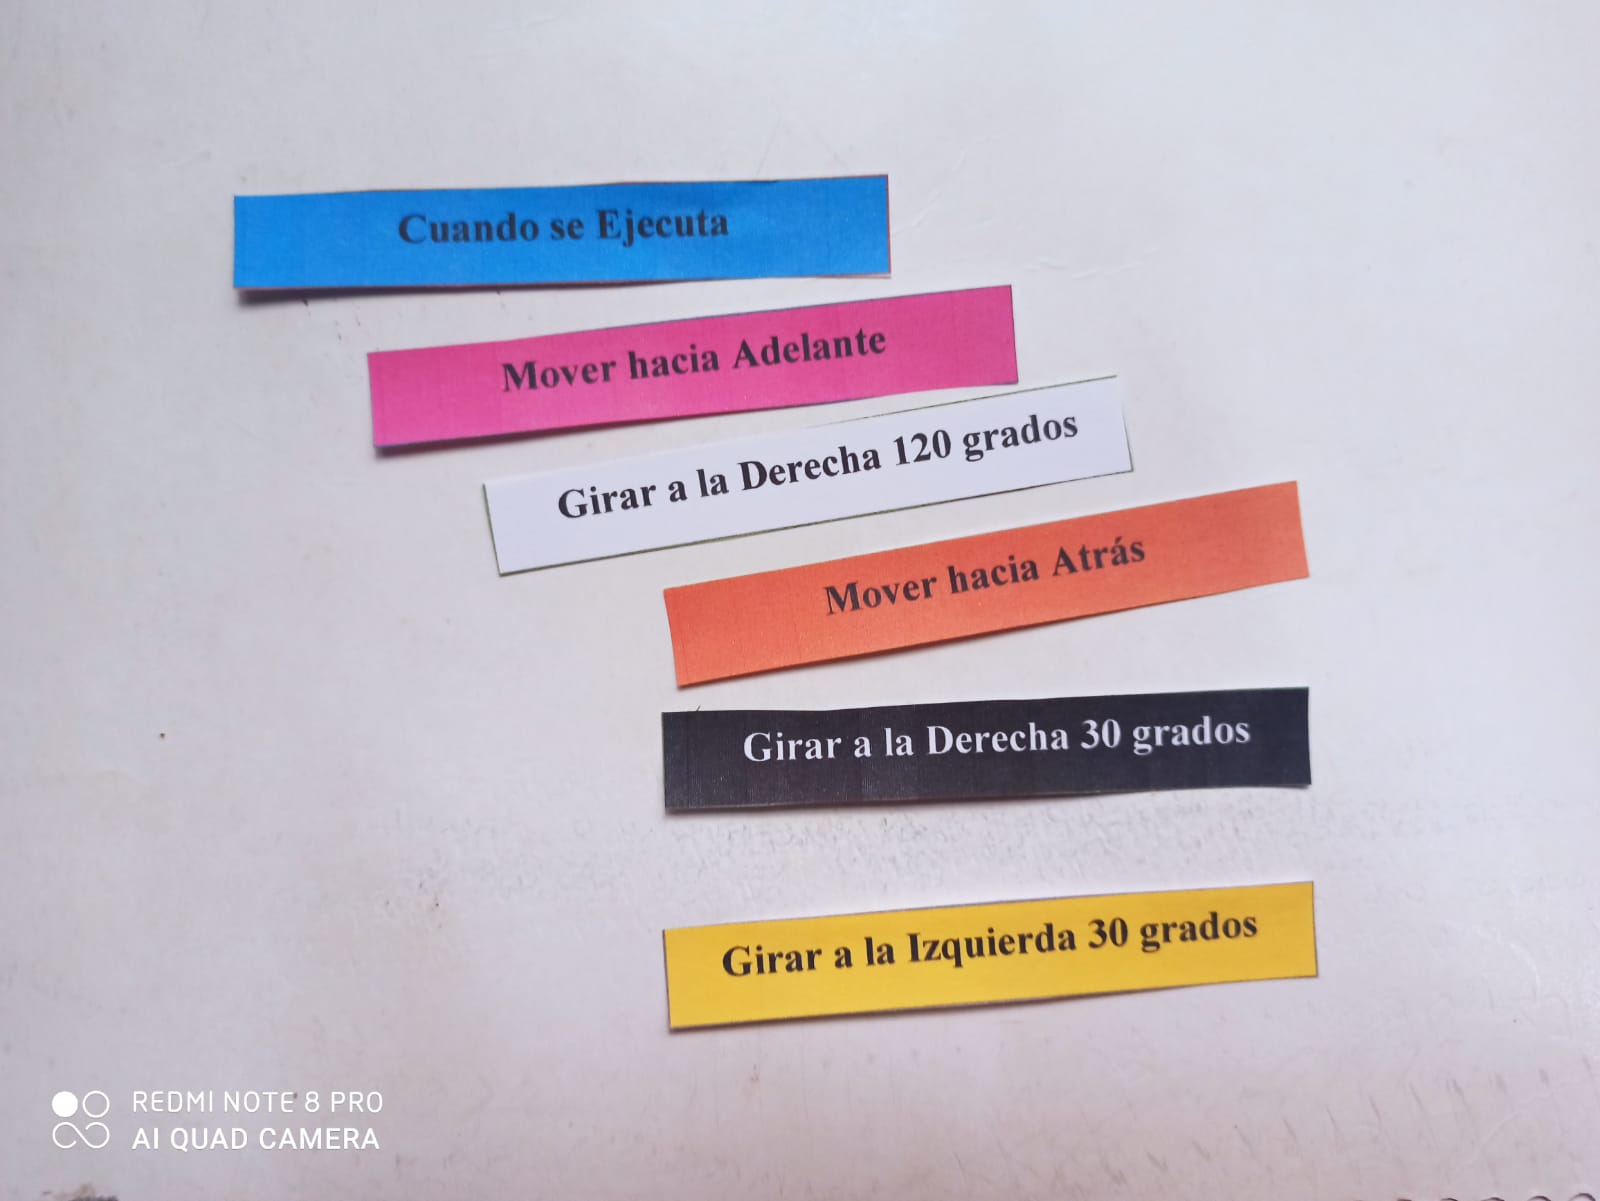 Cuando se Ejecuta
Mover hacia Adelante
Girar a la Derecha 120 grados
Mover hacia Atrás
Girar a la Derecha 30 grados
Girar a la Izquierda 30 grados
REDMI NOTE 8 PRO
AI QUAD CAMERA